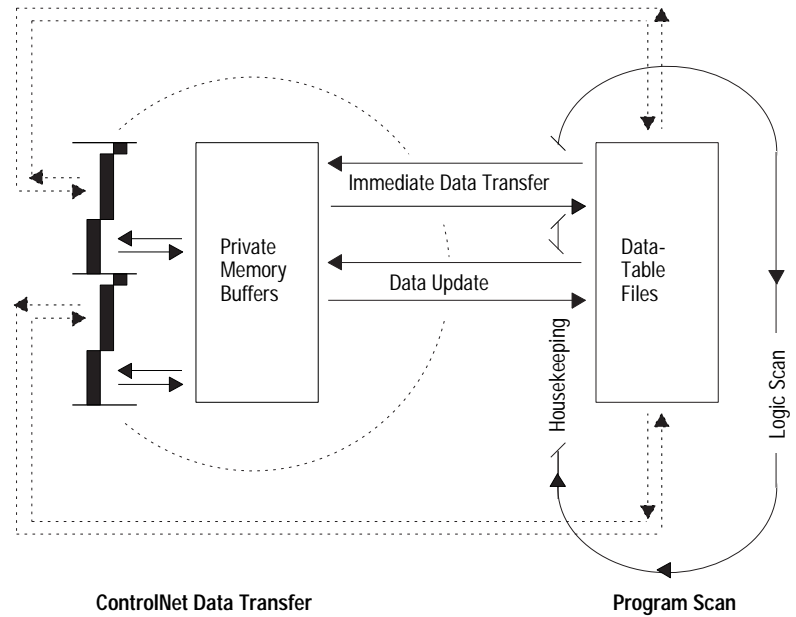 Immediate Data Transfer
Private
Memory
Buffers
Data-
Table
Files
Data Update
Housekeeping
Logic Scan
ControlNet Data Transfer
Program Scan